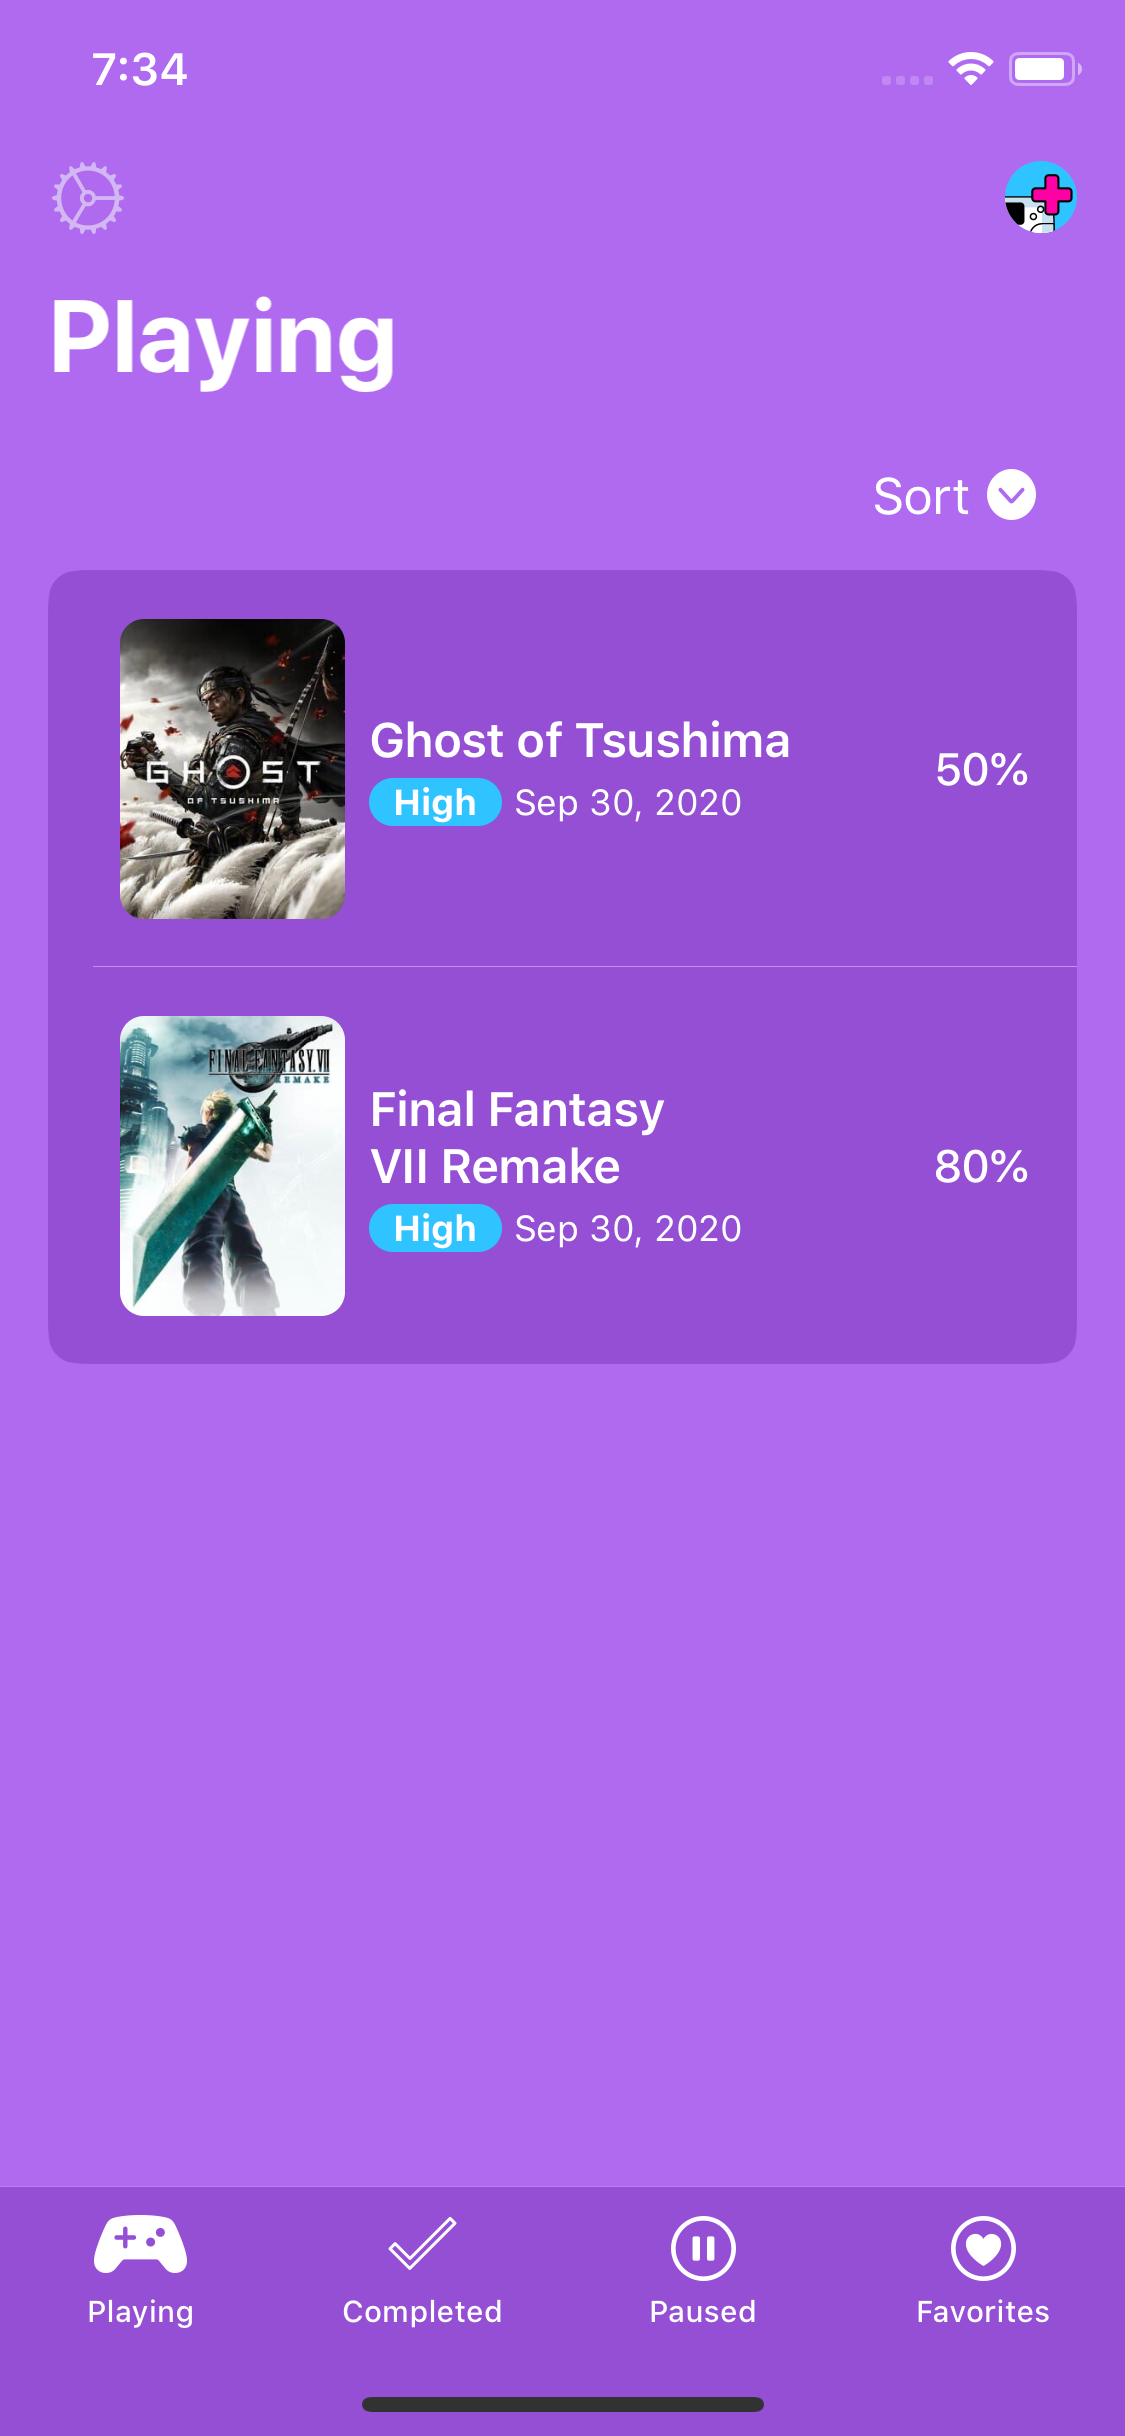 7:34
Playing
Sort
GHOST
OF TSUSHIMA
Ghost of Tsushima
High Sep 30, 2020
50%
FINAL FANTASY VII
REMAKE
Final Fantasy
VII Remake
High Sep 30, 2020
80%
Playing Completed Paused Favorites